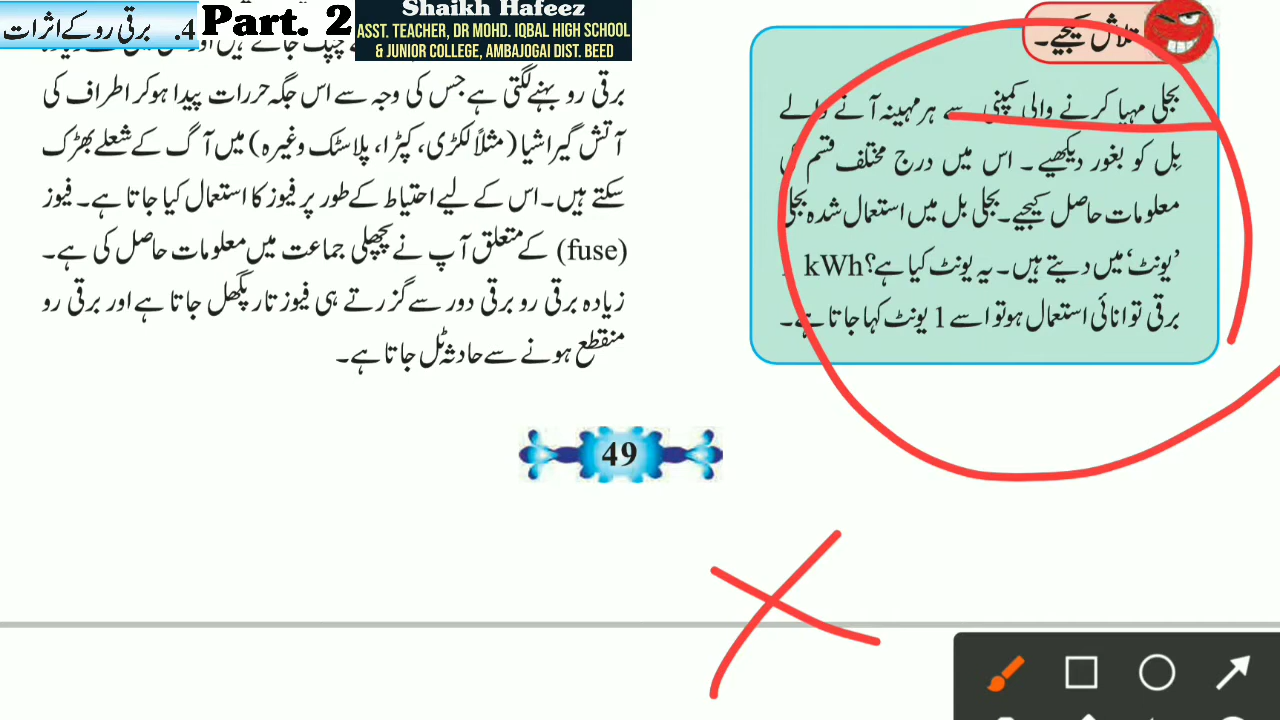 4. برقی رو کے اثرات
Part. 2
Shaikh Hafeez
ASST. TEACHER, DR MOHD. IQBAL HIGH SCHOOL
& JUNIOR COLLEGE, AMBAJOGAI DIST. BEED
تلاش کیجیے۔
بجلی مہیا کرنے والی کمپنی سے ہر مہینہ آنے والے
بِل کو بغور دیکھیے۔ اس میں درج مختلف قسم کی
معلومات حاصل کیجیے۔ بجلی بل میں استعمال شدہ بجلی
’یونٹ‘ میں دیتے ہیں۔ یہ یونٹ کیا ہے؟ kWh
برقی توانائی استعمال ہو تو اسے 1 یونٹ کہا جاتا ہے۔
چپک جاتے ہیں اور
برقی رو بہنے لگتی ہے جس کی وجہ سے اس جگہ حررات پیدا ہوکر اطراف کی
آتش گیر اشیا (مثلاً لکڑی، کپڑا، پلاسٹک وغیرہ) میں آگ کے شعلے بھڑک
سکتے ہیں۔ اس کے لیے احتیاط کے طور پر فیوز کا استعمال کیا جاتا ہے۔ فیوز
(fuse) کے متعلق آپ نے پچھلی جماعت میں معلومات حاصل کی ہے۔
زیادہ برقی رو برقی دور سے گزرتے ہی فیوز تار پگھل جاتا ہے اور برقی رو
منقطع ہونے سے حادثہ ٹل جاتا ہے۔
49